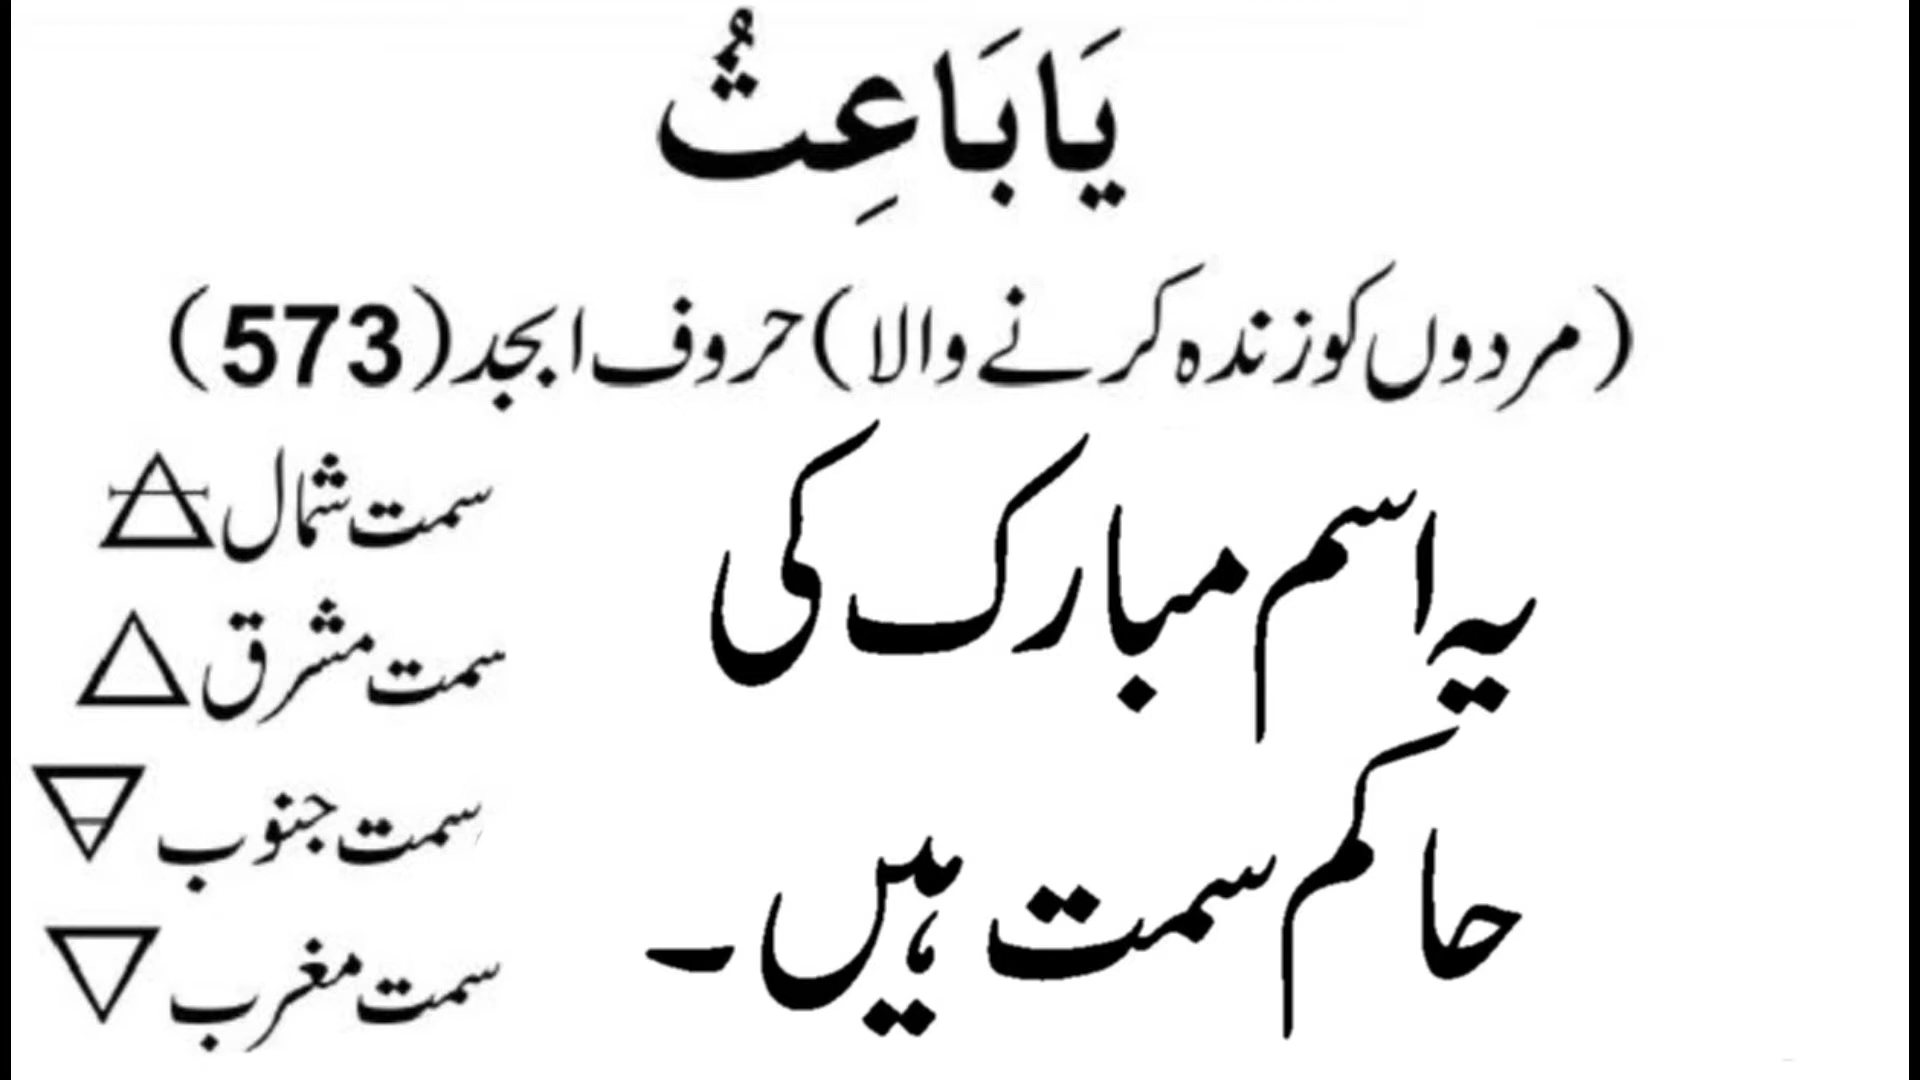 يَا بَاعِثُ
(مردوں کو زندہ کرنے والا) حروف ابجد (573)
یہ اسم مبارک کی
حاکم سمت ہیں۔
سمت شمال
سمت مشرق
سمت جنوب
سمت مغرب